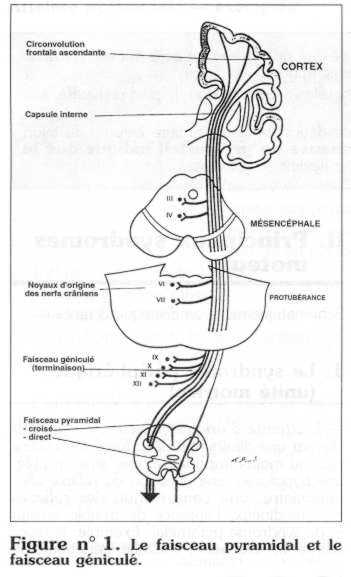 Circonvolution
frontale ascendante
CORTEX
Capsule interne
III
IV
MÉSENCÉPHALE
Noyaux d'origine
des nerfs crâniens
VI
VII
PROTUBÉRANCE
Faisceau géniculé
(terminaison)
IX
X
XI
XII
Faisceau pyramidal
- croisé
- direct
Figure n° 1. Le faisceau pyramidal et le
faisceau géniculé.